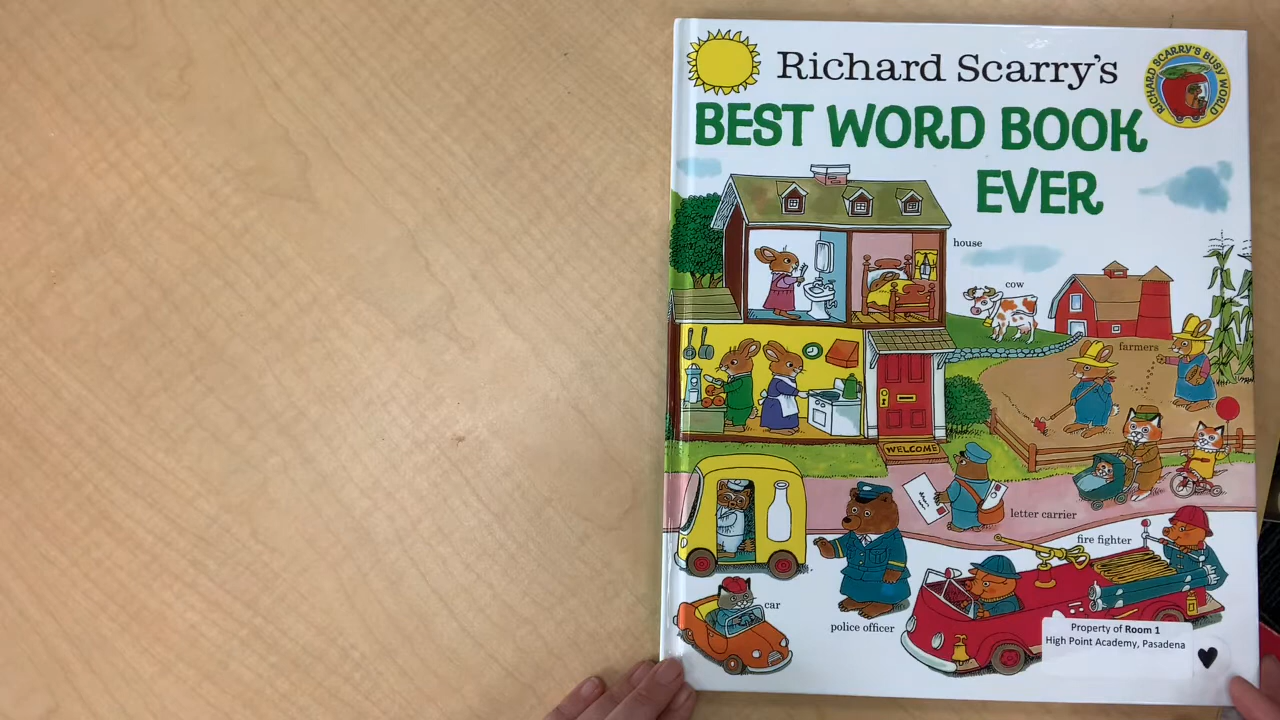 Richard Scarry's
RICHARD SCARRY'S BUSY WORLD
BEST WORD BOOK
EVER
house
cow
farmers
WELCOME
letter carrier
fire fighter
car
police officer
Property of Room 1
High Point Academy, Pasadena